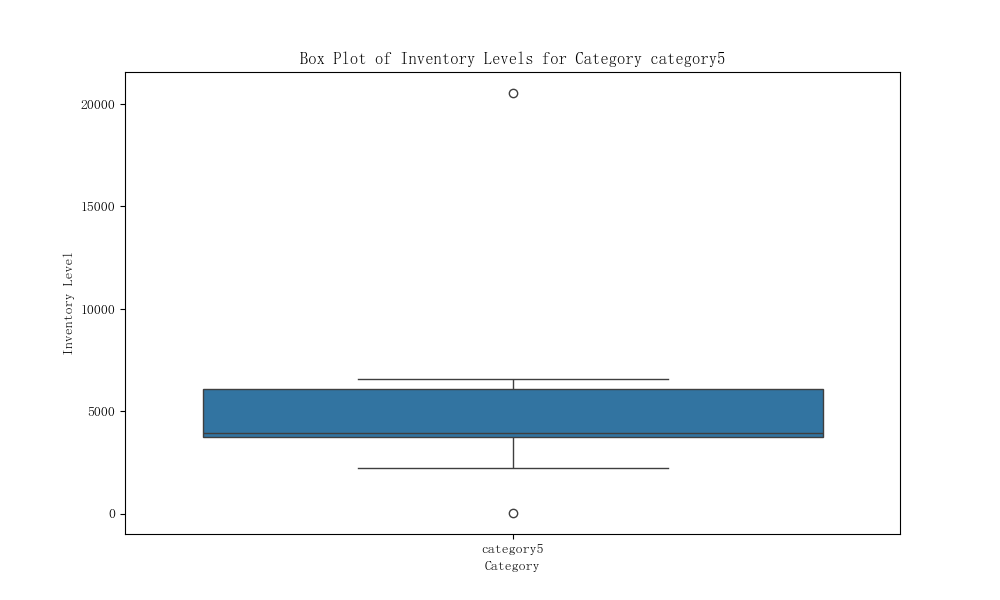 Box Plot of Inventory Levels for Category category5
20000
15000
10000
5000
0
Inventory Level
category5
Category